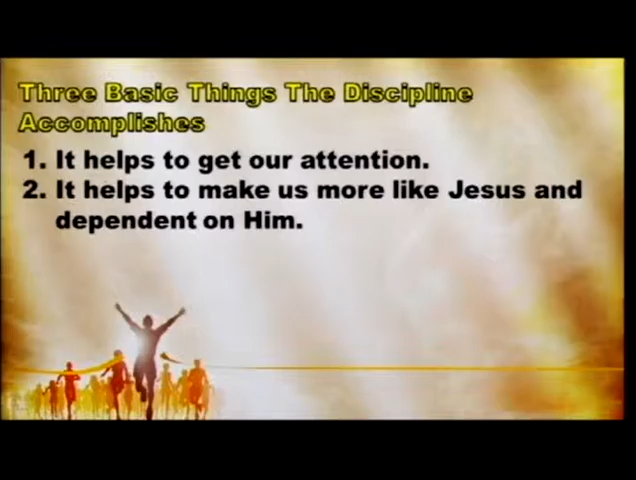 Three Basic Things The Discipline
Accomplishes
1. It helps to get our attention.
2. It helps to make us more like Jesus and
dependent on Him.